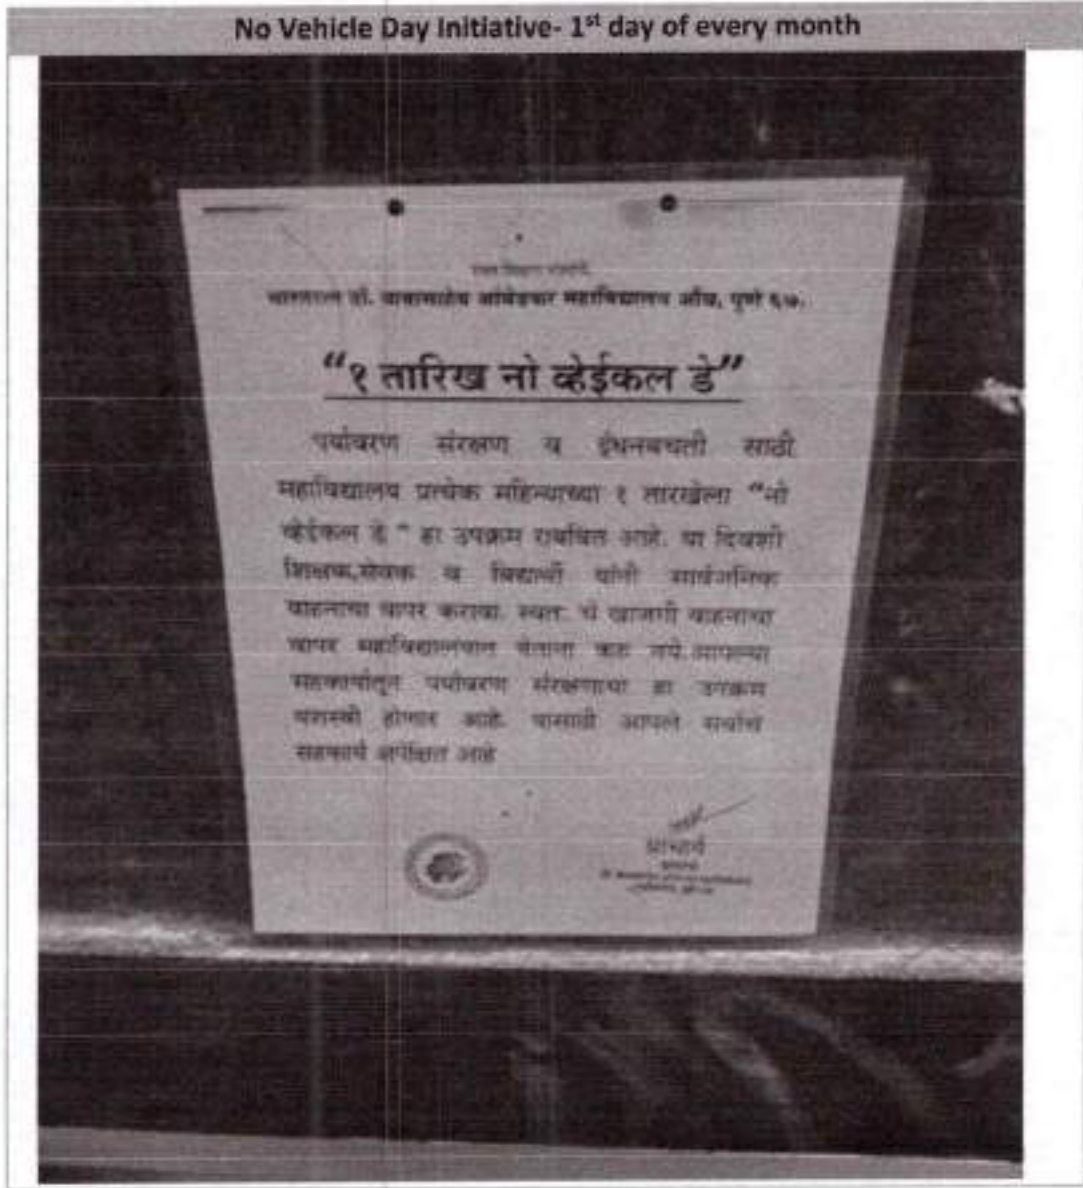 No Vehicle Day Initiative- 1st day of every month
रयत शिक्षण संस्थेचे,
भारतरत्न डॉ. बाबासाहेब आंबेडकर महाविद्यालय औंध, पुणे ६७.
“१ तारिख नो व्हेईकल डे”
पर्यावरण संरक्षण व इंधनबचती साठी
महाविद्यालय प्रत्येक महिन्याच्या १ तारखेला “नो
व्हेईकल डे ” हा उपक्रम राबवित आहे. या दिवशी
शिक्षक,सेवक व विद्यार्थी यांनी सार्वजनिक
वाहनाचा वापर करावा. स्वत: चे खाजगी वाहनाचा
वापर महाविद्यालयात येताना करू नये.आपल्या
सहकार्यातून पर्यावरण संरक्षणाचा हा उपक्रम
यशस्वी होणार आहे. यासाठी आपले सर्वांचे
सहकार्य अपेक्षित आहे
प्राचार्य